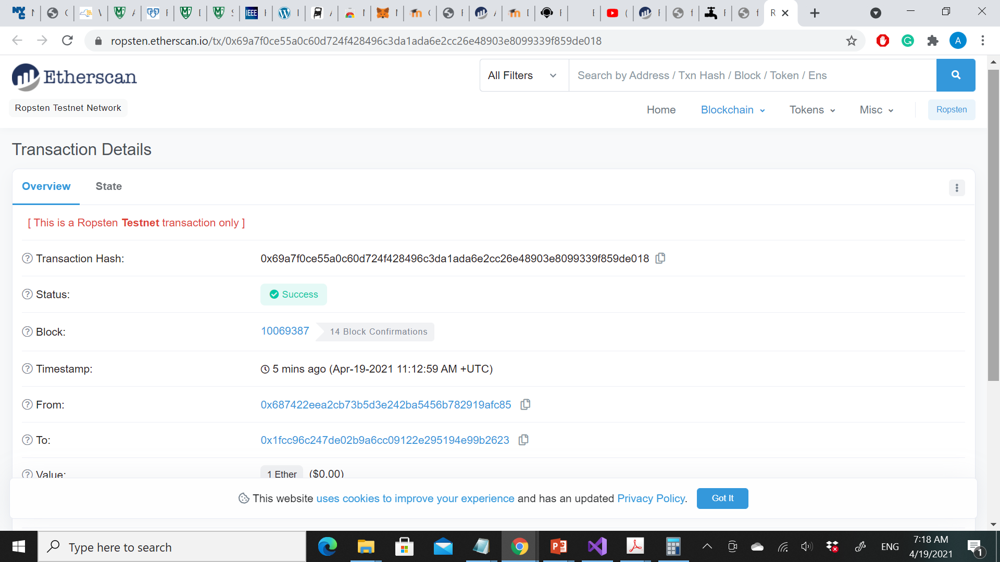 ropsten.etherscan.io/tx/0x69a7f0ce55a0c60d724f428496c3da1ada6e2cc26e48903e8099339f859de018
A
Etherscan
All Filters
Search by Address / Txn Hash / Block / Token / Ens
Ropsten Testnet Network
Home Blockchain Tokens Misc Ropsten
Transaction Details
Overview State
[ This is a Ropsten Testnet transaction only ]
Transaction Hash: 0x69a7f0ce55a0c60d724f428496c3da1ada6e2cc26e48903e8099339f859de018
Status: Success
Block: 10069387 14 Block Confirmations
Timestamp: 5 mins ago (Apr-19-2021 11:12:59 AM +UTC)
From: 0x687422eea2cb73b5d3e242ba5456b782919afc85
To: 0x1fcc96c247de02b9a6cc09122e295194e99b2623
Value: 1 Ether ($0.00)
This website uses cookies to improve your experience and has an updated Privacy Policy. Got It
Type here to search
ENG
7:18 AM
4/19/2021
1